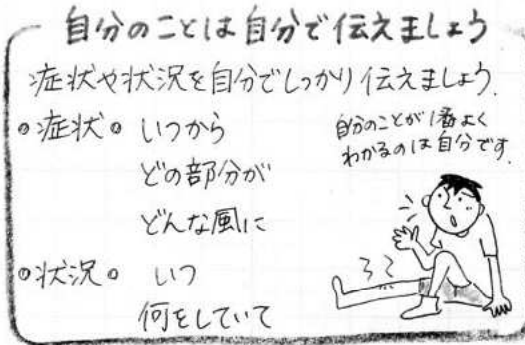 自分のことは自分で伝えましょう
症状や状況を自分でしっかり伝えましょう.
◦症状◦ いつから
どの部分が
どんな風に
自分のことが1番よく
わかるのは自分です.
◦状況◦ いつ
何をしていて